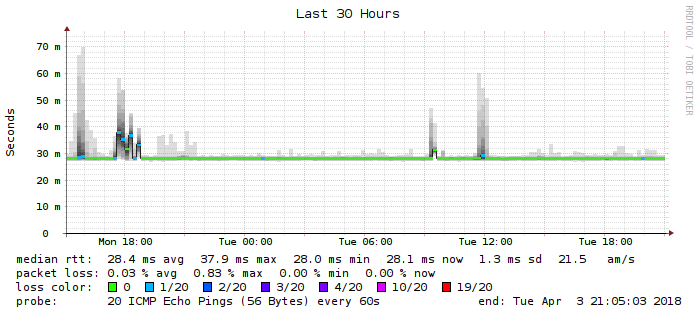 Last 30 Hours
RRDTOOL / TOBI OETIKER
Seconds
70 m
60 m
50 m
40 m
30 m
20 m
10 m
0
Mon 18:00 Tue 00:00 Tue 06:00 Tue 12:00 Tue 18:00
median rtt: 28.4 ms avg 37.9 ms max 28.0 ms min 28.1 ms now 1.3 ms sd 21.5 am/s
packet loss: 0.03 % avg 0.83 % max 0.00 % min 0.00 % now
loss color: 0 1/20 2/20 3/20 4/20 10/20 19/20
probe: 20 ICMP Echo Pings (56 Bytes) every 60s end: Tue Apr 3 21:05:03 2018